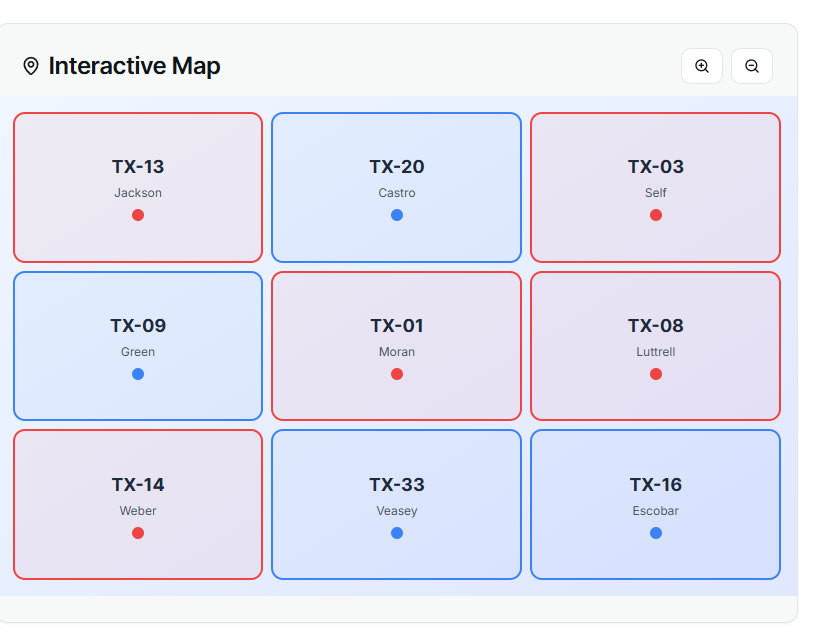 Interactive Map
TX-13
Jackson
TX-20
Castro
TX-03
Self
TX-09
Green
TX-01
Moran
TX-08
Luttrell
TX-14
Weber
TX-33
Veasey
TX-16
Escobar